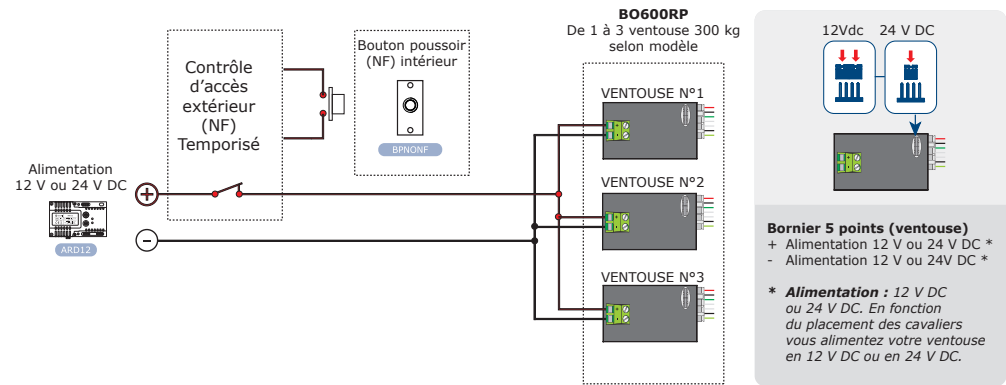 BO600RP
De 1 à 3 ventouse 300 kg
selon modèle
Contrôle
d'accès
extérieur
(NF)
Temporisé
Bouton poussoir
(NF) intérieur
BPNONF
Alimentation
12 V ou 24 V DC
ARD12
+
-
VENTOUSE N°1
VENTOUSE N°2
VENTOUSE N°3
12Vdc
24 V DC
Bornier 5 points (ventouse)
+ Alimentation 12 V ou 24 V DC *
- Alimentation 12 V ou 24V DC *
* Alimentation : 12 V DC
ou 24 V DC. En fonction
du placement des cavaliers
vous alimentez votre ventouse
en 12 V DC ou en 24 V DC.